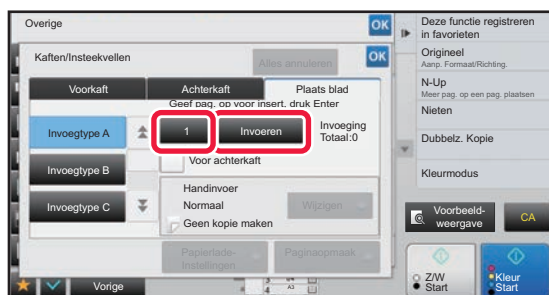 Overige
OK
Kaften/Insteekvellen
Alles annuleren
OK
Voorkaft
Achterkaft
Plaats blad
Geef pag. op voor insert, druk Enter
Invoegtype A
1
Invoeren
Invoeging
Totaal:0
Voor achterkaft
Invoegtype B
Invoegtype C
Handinvoer
Normaal
Wijzigen
Geen kopie maken
Papierlade-
Instellingen
Paginaopmaak
Vorige
Deze functie registreren
in favorieten
Origineel
Aanp. Formaat/Richting.
N-Up
Meer pag. op een pag. plaatsen
Nieten
Dubbelz. Kopie
Kleurmodus
Voorbeeld-
weergave
CA
Z/W
Start
Kleur
Start